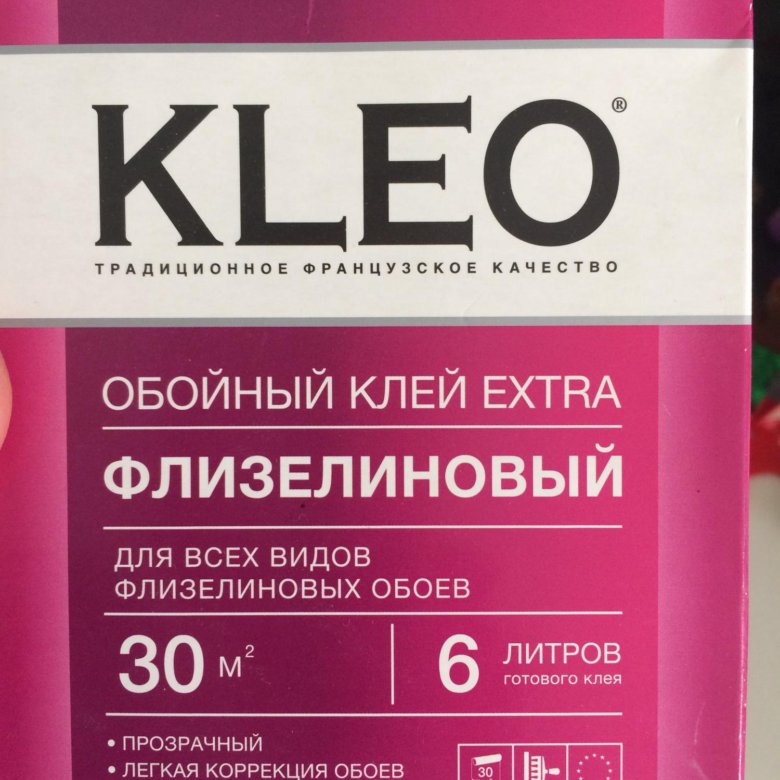 KLEO®
ТРАДИЦИОННОЕ ФРАНЦУЗСКОЕ КАЧЕСТВО
ОБОЙНЫЙ КЛЕЙ EXTRA
ФЛИЗЕЛИНОВЫЙ
ДЛЯ ВСЕХ ВИДОВ
ФЛИЗЕЛИНОВЫХ ОБОЕВ
30 М²
6 ЛИТРОВ
готового клея
• ПРОЗРАЧНЫЙ
• ЛЕГКАЯ КОРРЕКЦИЯ ОБОЕВ
30